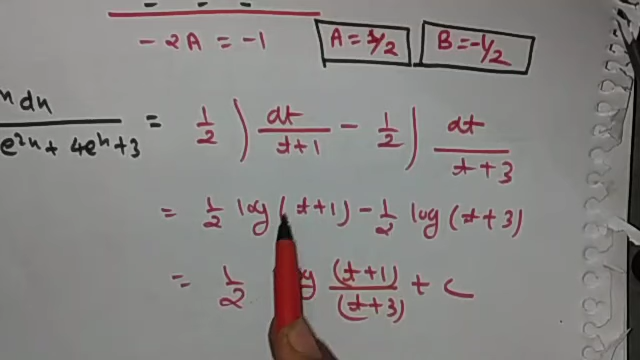 - 2A = -1 A = 1/2 B = -1/2
dx / e^2x + 4e^x + 3 = 1/2 ∫ dt / t+1 - 1/2 ∫ dt / t+3
= 1/2 log (t+1) - 1/2 log (t+3)
= 1/2 (t+1) / (t+3) + c